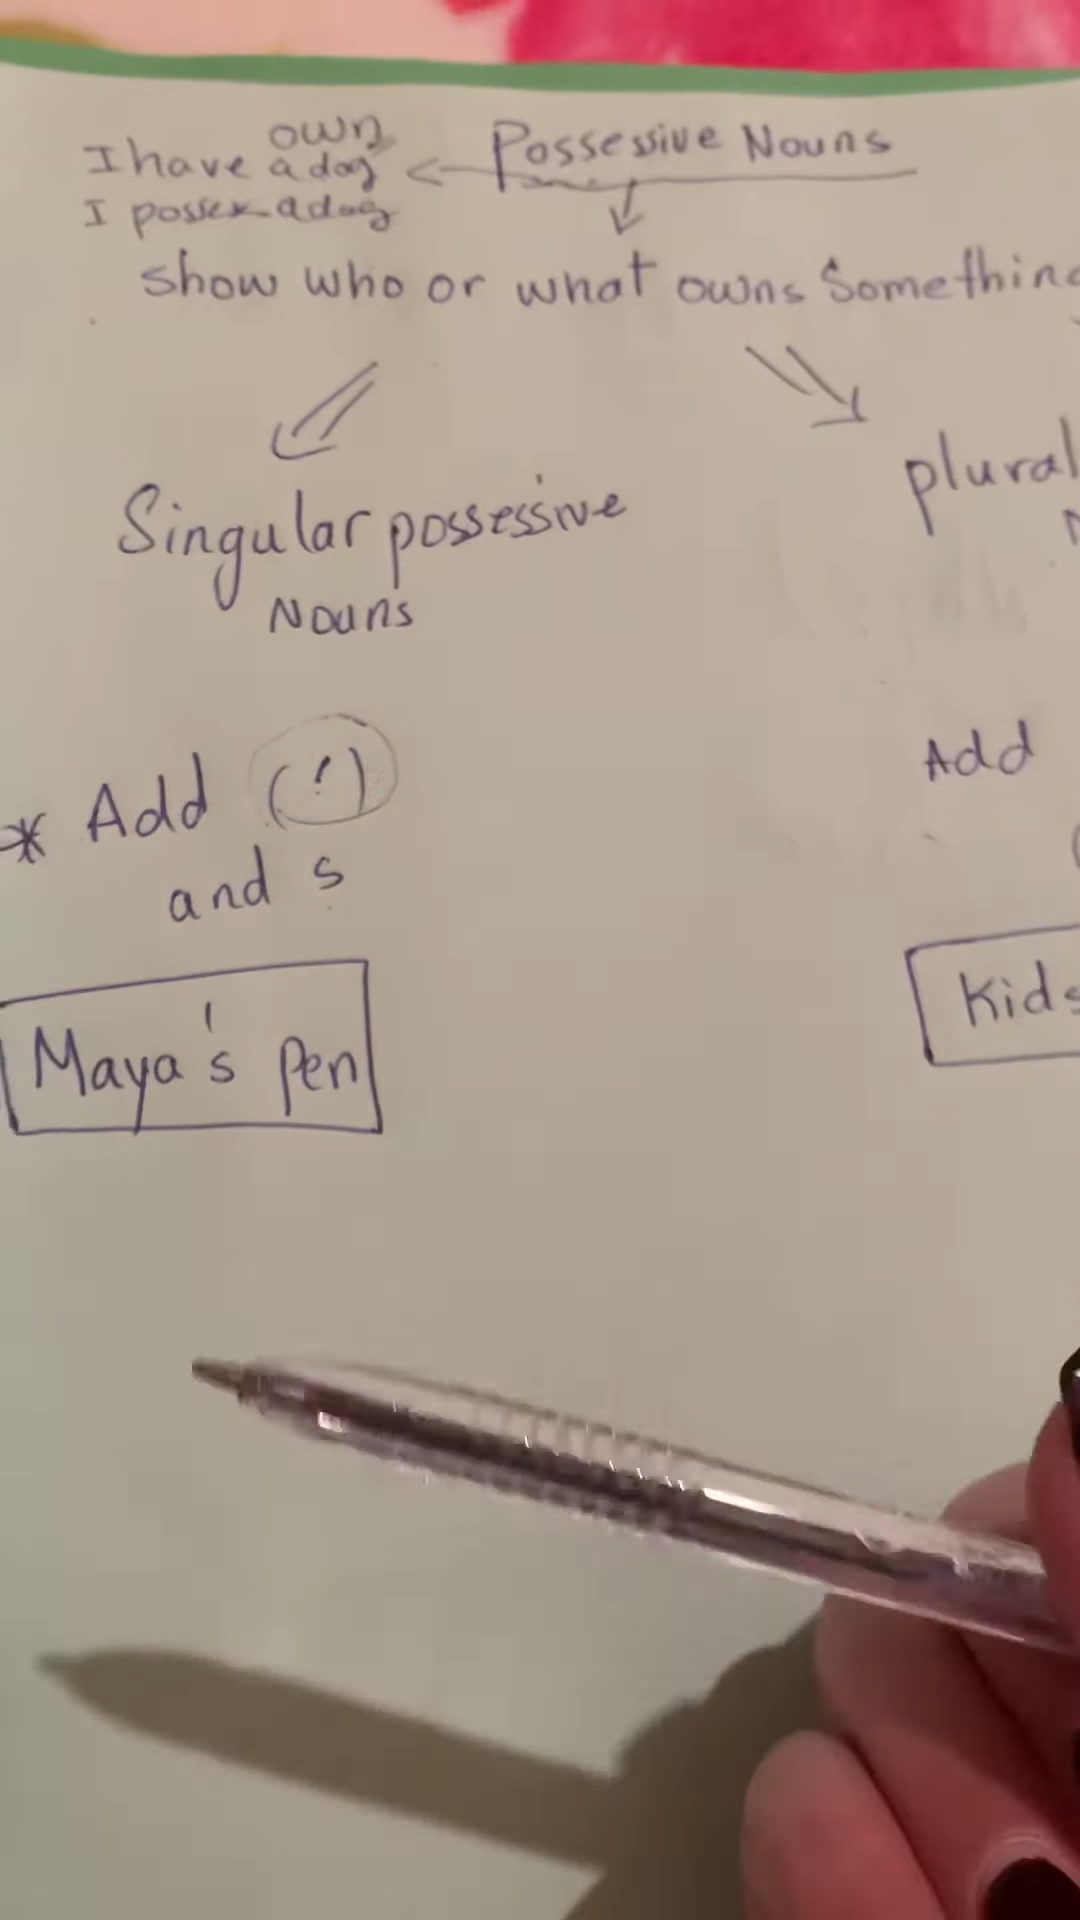 own
I have a dog ← Possessive Nouns
I possess a dog
show who or what owns Something
Singular possessive
Nouns
plural
N
* Add (')
and s
Add
(
Maya's Pen
Kids